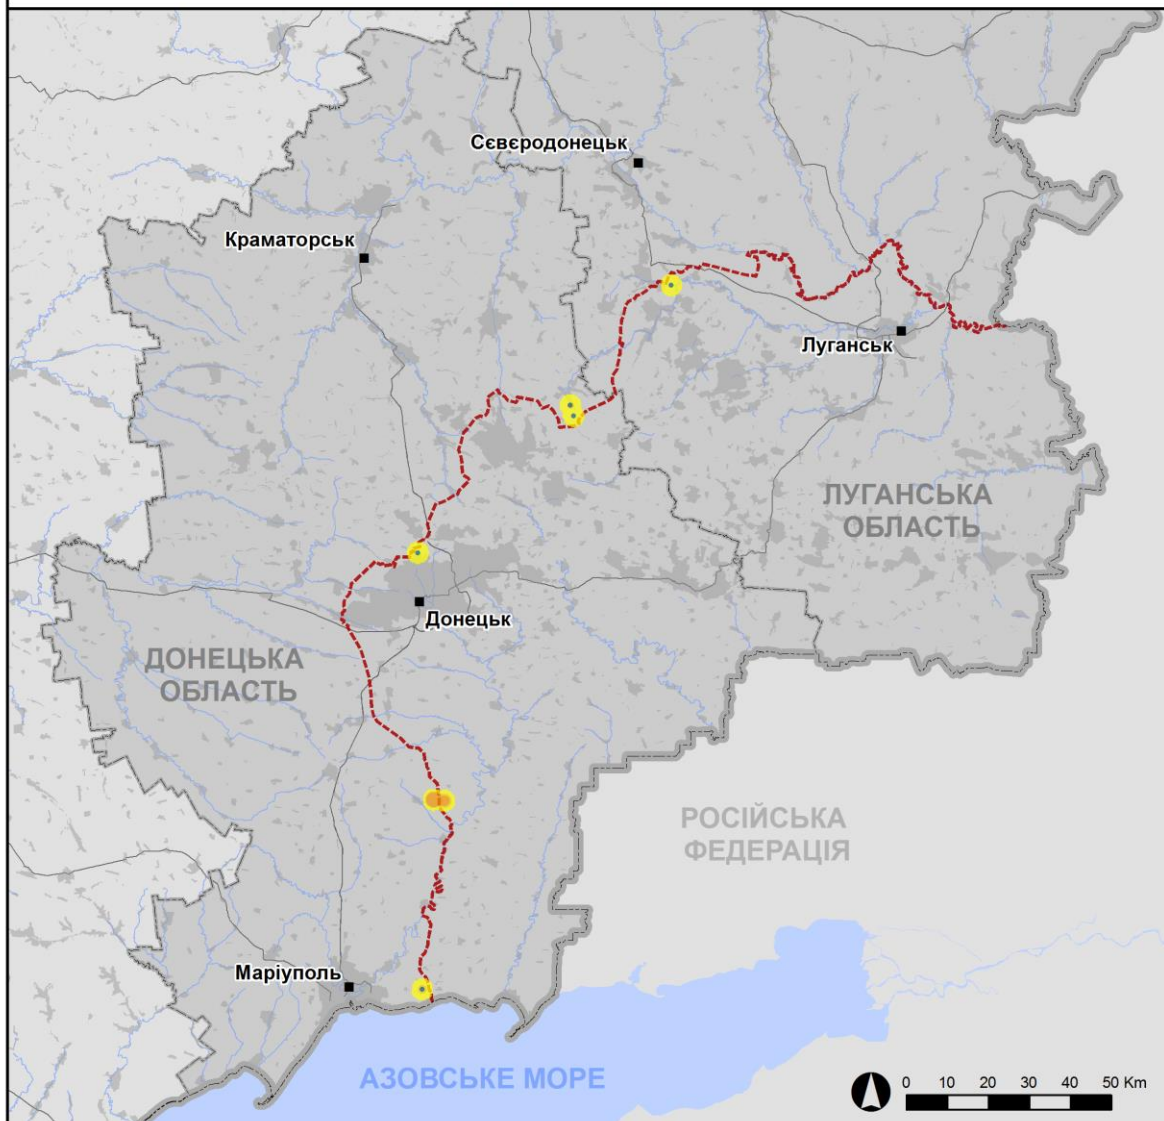 Сєвєродонецьк
Краматорськ
Луганськ
ЛУГАНСЬКА
ОБЛАСТЬ
Донецьк
ДОНЕЦЬКА
ОБЛАСТЬ
РОСІЙСЬКА
ФЕДЕРАЦІЯ
Маріуполь
АЗОВСЬКЕ МОРЕ
0 10 20 30 40 50 Km